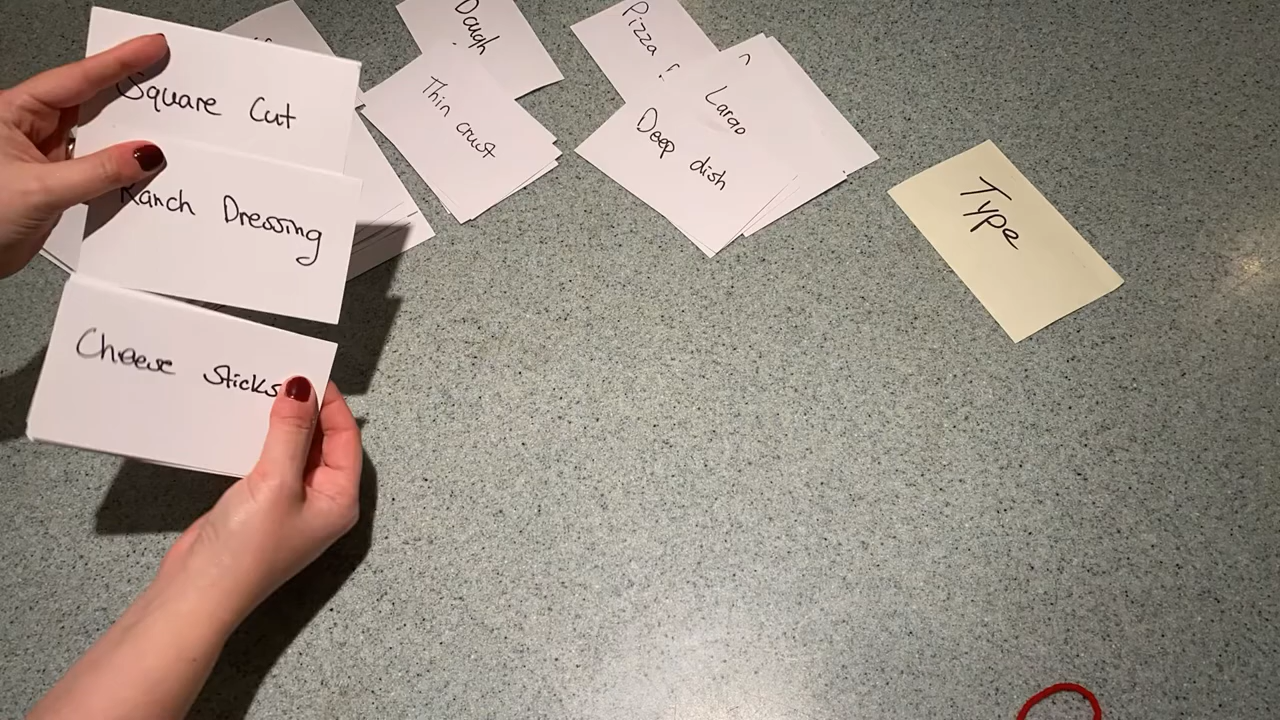 Square Cut
Ranch Dressing
Cheese Sticks
Dough
Thin crust
Pizza
Deep dish
Type